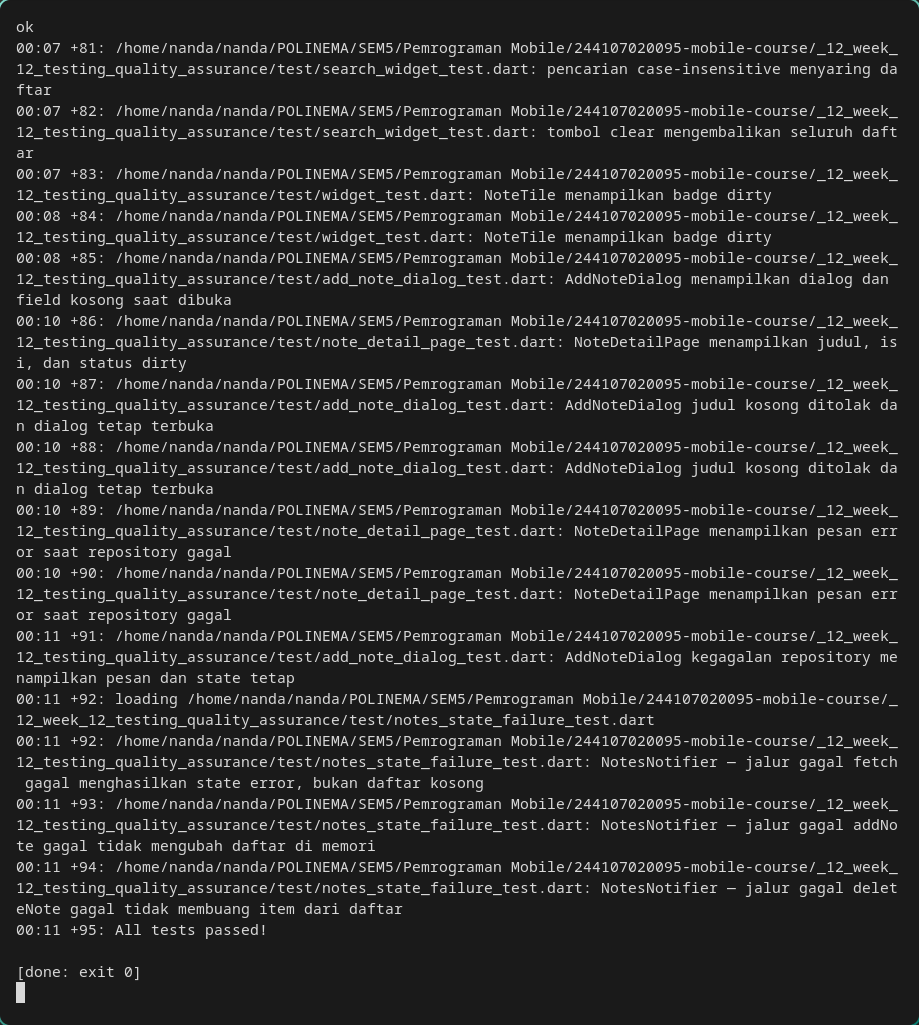 ok
00:07 +81: /home/nanda/nanda/POLINEMA/SEM5/Pemrograman Mobile/244107020095-mobile-course/_12_week_
12_testing_quality_assurance/test/search_widget_test.dart: pencarian case-insensitive menyaring da
ftar
00:07 +82: /home/nanda/nanda/POLINEMA/SEM5/Pemrograman Mobile/244107020095-mobile-course/_12_week_
12_testing_quality_assurance/test/search_widget_test.dart: tombol clear mengembalikan seluruh daft
ar
00:07 +83: /home/nanda/nanda/POLINEMA/SEM5/Pemrograman Mobile/244107020095-mobile-course/_12_week_
12_testing_quality_assurance/test/widget_test.dart: NoteTile menampilkan badge dirty
00:08 +84: /home/nanda/nanda/POLINEMA/SEM5/Pemrograman Mobile/244107020095-mobile-course/_12_week_
12_testing_quality_assurance/test/widget_test.dart: NoteTile menampilkan badge dirty
00:08 +85: /home/nanda/nanda/POLINEMA/SEM5/Pemrograman Mobile/244107020095-mobile-course/_12_week_
12_testing_quality_assurance/test/add_note_dialog_test.dart: AddNoteDialog menampilkan dialog dan
field kosong saat dibuka
00:10 +86: /home/nanda/nanda/POLINEMA/SEM5/Pemrograman Mobile/244107020095-mobile-course/_12_week_
12_testing_quality_assurance/test/note_detail_page_test.dart: NoteDetailPage menampilkan judul, is
i, dan status dirty
00:10 +87: /home/nanda/nanda/POLINEMA/SEM5/Pemrograman Mobile/244107020095-mobile-course/_12_week_
12_testing_quality_assurance/test/add_note_dialog_test.dart: AddNoteDialog judul kosong ditolak da
n dialog tetap terbuka
00:10 +88: /home/nanda/nanda/POLINEMA/SEM5/Pemrograman Mobile/244107020095-mobile-course/_12_week_
12_testing_quality_assurance/test/add_note_dialog_test.dart: AddNoteDialog judul kosong ditolak da
n dialog tetap terbuka
00:10 +89: /home/nanda/nanda/POLINEMA/SEM5/Pemrograman Mobile/244107020095-mobile-course/_12_week_
12_testing_quality_assurance/test/note_detail_page_test.dart: NoteDetailPage menampilkan pesan err
or saat repository gagal
00:10 +90: /home/nanda/nanda/POLINEMA/SEM5/Pemrograman Mobile/244107020095-mobile-course/_12_week_
12_testing_quality_assurance/test/note_detail_page_test.dart: NoteDetailPage menampilkan pesan err
or saat repository gagal
00:11 +91: /home/nanda/nanda/POLINEMA/SEM5/Pemrograman Mobile/244107020095-mobile-course/_12_week_
12_testing_quality_assurance/test/add_note_dialog_test.dart: AddNoteDialog kegagalan repository me
nampilkan pesan dan state tetap
00:11 +92: loading /home/nanda/nanda/POLINEMA/SEM5/Pemrograman Mobile/244107020095-mobile-course/_
12_week_12_testing_quality_assurance/test/notes_state_failure_test.dart
00:11 +92: /home/nanda/nanda/POLINEMA/SEM5/Pemrograman Mobile/244107020095-mobile-course/_12_week_
12_testing_quality_assurance/test/notes_state_failure_test.dart: NotesNotifier — jalur gagal fetch
 gagal menghasilkan state error, bukan daftar kosong
00:11 +93: /home/nanda/nanda/POLINEMA/SEM5/Pemrograman Mobile/244107020095-mobile-course/_12_week_
12_testing_quality_assurance/test/notes_state_failure_test.dart: NotesNotifier — jalur gagal addNo
te gagal tidak mengubah daftar di memori
00:11 +94: /home/nanda/nanda/POLINEMA/SEM5/Pemrograman Mobile/244107020095-mobile-course/_12_week_
12_testing_quality_assurance/test/notes_state_failure_test.dart: NotesNotifier — jalur gagal delet
eNote gagal tidak membuang item dari daftar
00:11 +95: All tests passed!

[done: exit 0]